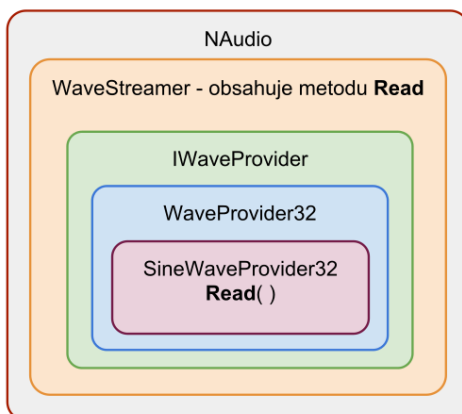 NAudio
WaveStreamer - obsahuje metodu Read
IWaveProvider
WaveProvider32
SineWaveProvider32
Read( )